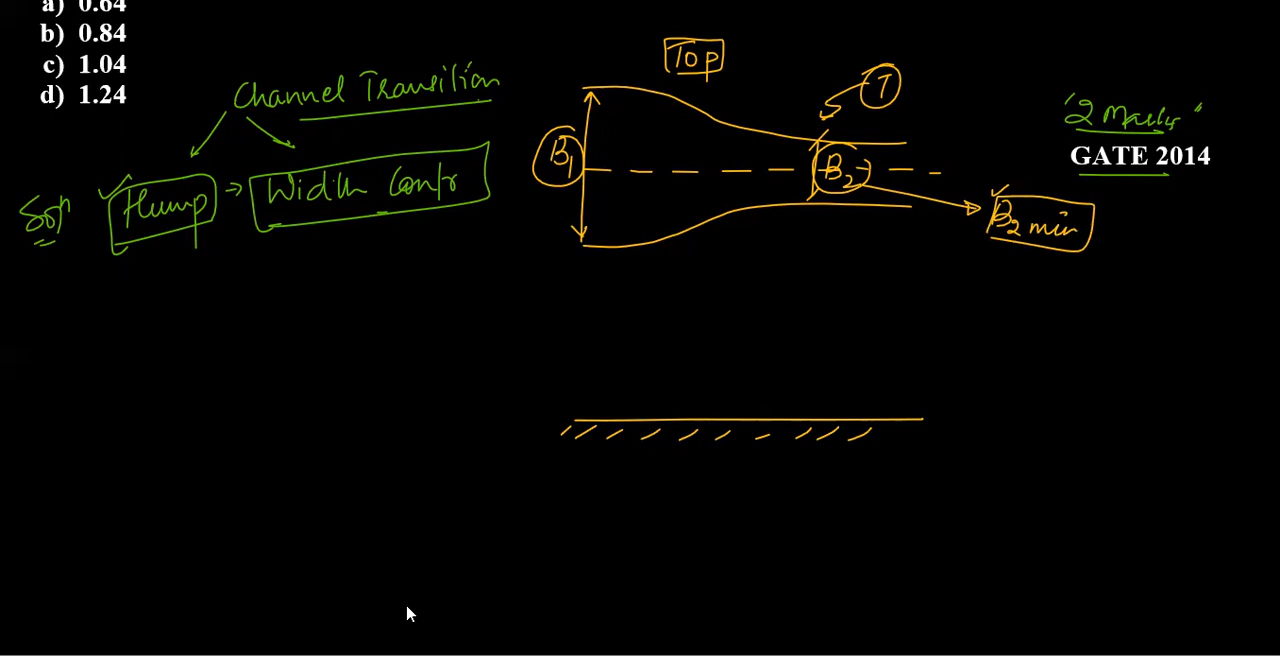 a) 0.64
b) 0.84
c) 1.04
d) 1.24
Channel Transition
Top
T
"2 Marks"
GATE 2014
B1
B2
Sol
Hump
Width Contr
B2 min